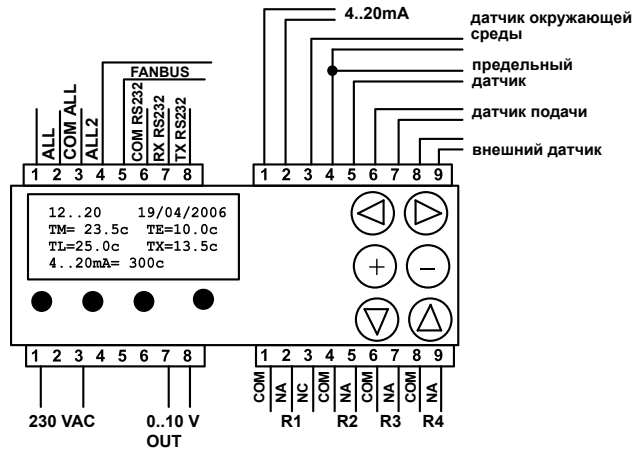 4..20mA
датчик окружающей
среды
предельный
датчик
датчик подачи
внешний датчик
FANBUS
ALL
COM ALL
ALL2
COM RS232
RX RS232
TX RS232
1 2 3 4 5 6 7 8
1 2 3 4 5 6 7 8 9
12..20 19/04/2006
TM= 23.5c TE=10.0c
TL=25.0c TX=13.5c
4..20mA= 300c
+ −
1 2 3 4 5 6 7 8
1 2 3 4 5 6 7 8 9
COM NA NC COM NA COM NA COM NA
230 VAC
0..10 V
OUT
R1 R2 R3 R4